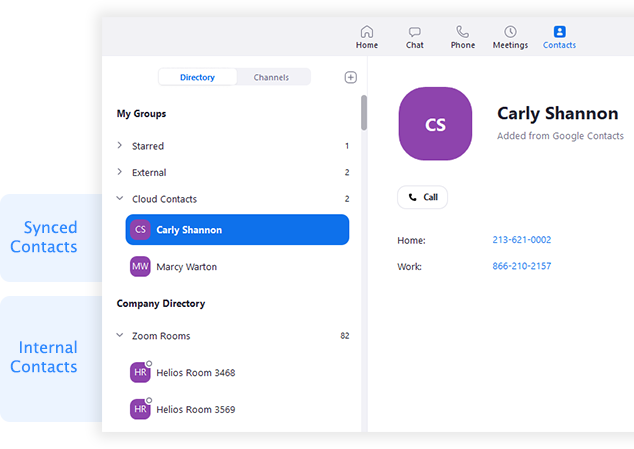 Home Chat Phone Meetings Contacts
Directory Channels
My Groups
Starred 1
External 2
Cloud Contacts 2
CS Carly Shannon
MW Marcy Warton
Company Directory
Zoom Rooms 82
HR Helios Room 3468
HR Helios Room 3569
Synced
Contacts
Internal
Contacts
CS
Carly Shannon
Added from Google Contacts
Call
Home: 213-621-0002
Work: 866-210-2157